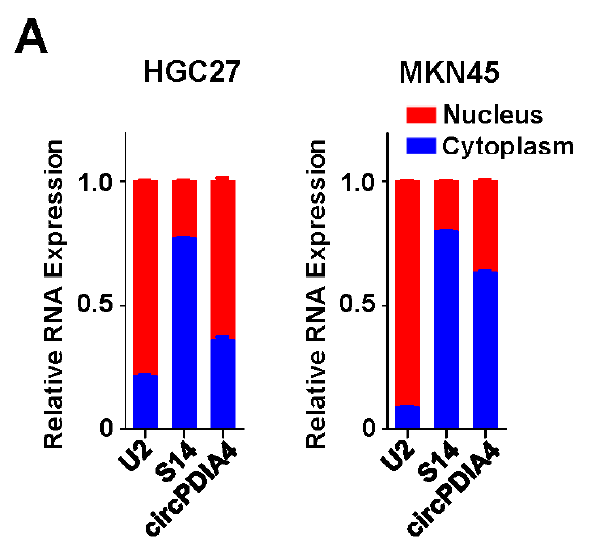 A
HGC27
MKN45
Nucleus
Cytoplasm
Relative RNA Expression
1.0
0.5
0
U2
S14
circPDIA4
Relative RNA Expression
1.0
0.5
0
U2
S14
circPDIA4